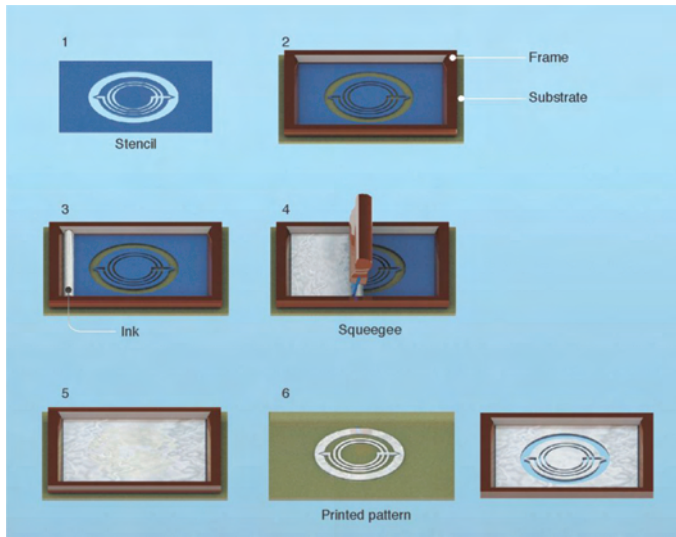 1
Stencil
2
Frame
Substrate
3
Ink
4
Squeegee
5
6
Printed pattern